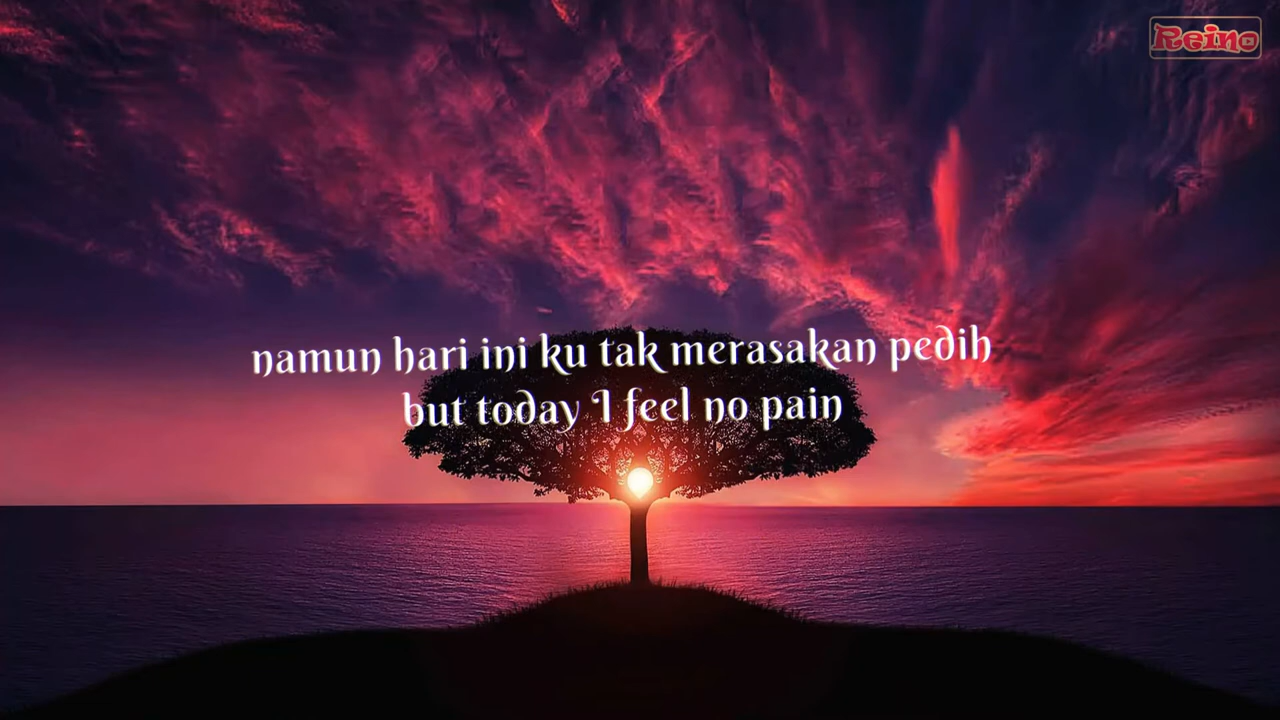 Reino
namun hari ini ku tak merasakan pedih
but today I feel no pain